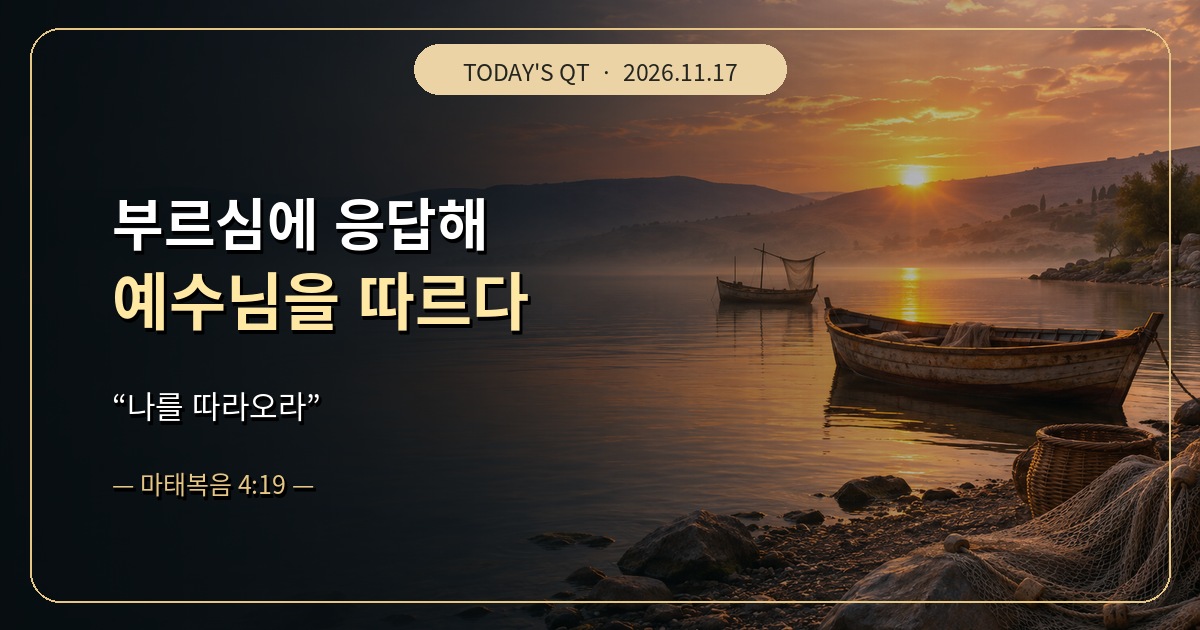 TODAY'S QT · 2026.11.17
부르심에 응답해
예수님을 따르다
“나를 따라오라”
— 마태복음 4:19 —